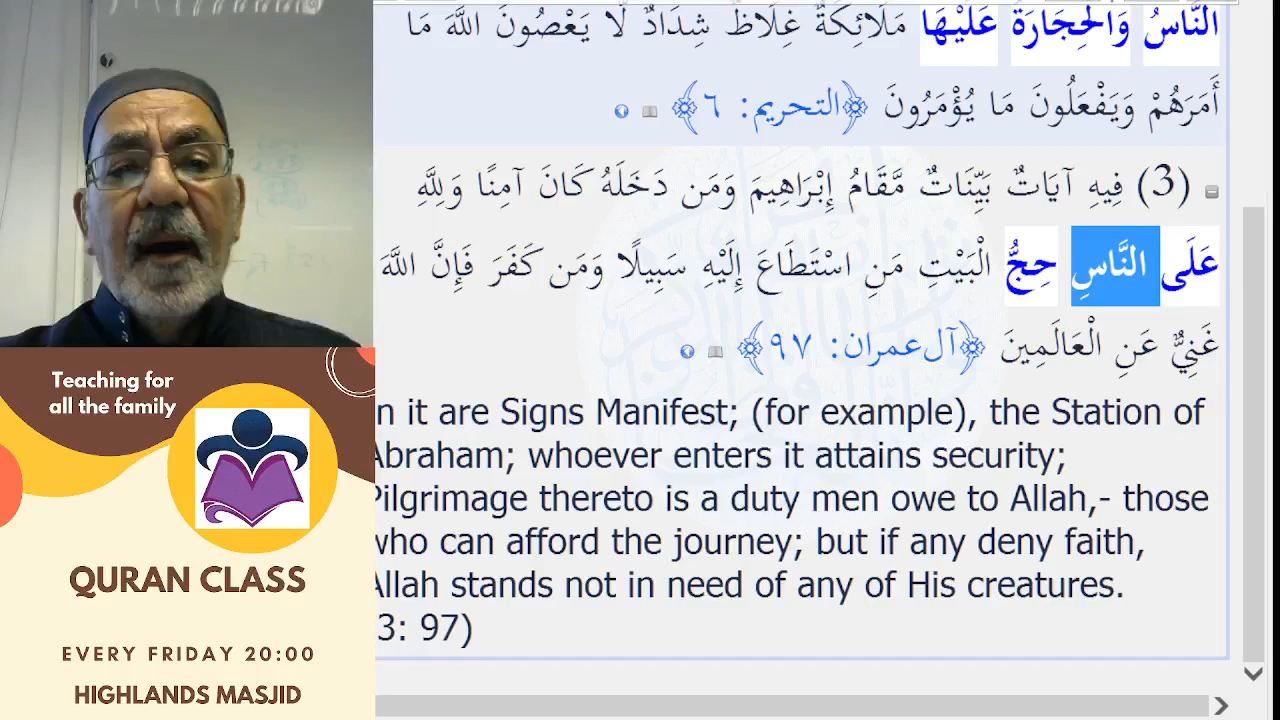 النَّاسُ وَالْحِجَارَةُ عَلَيْهَا مَلَائِكَةٌ غِلَاظٌ شِدَادٌ لَّا يَعْصُونَ اللَّهَ مَا
أَمَرَهُمْ وَيَفْعَلُونَ مَا يُؤْمَرُونَ ﴿التحريم: ٦﴾
(3) فِيهِ آيَاتٌ بَيِّنَاتٌ مَّقَامُ إِبْرَاهِيمَ وَمَن دَخَلَهُ كَانَ آمِنًا وَلِلَّهِ
عَلَى النَّاسِ حِجُّ الْبَيْتِ مَنِ اسْتَطَاعَ إِلَيْهِ سَبِيلًا وَمَن كَفَرَ فَإِنَّ اللَّهَ
غَنِيٌّ عَنِ الْعَالَمِينَ ﴿آل‌عمران: ٩٧﴾
n it are Signs Manifest; (for example), the Station of
Abraham; whoever enters it attains security;
Pilgrimage thereto is a duty men owe to Allah,- those
who can afford the journey; but if any deny faith,
Allah stands not in need of any of His creatures.
3: 97)
Teaching for
all the family
QURAN CLASS
EVERY FRIDAY 20:00
HIGHLANDS MASJID